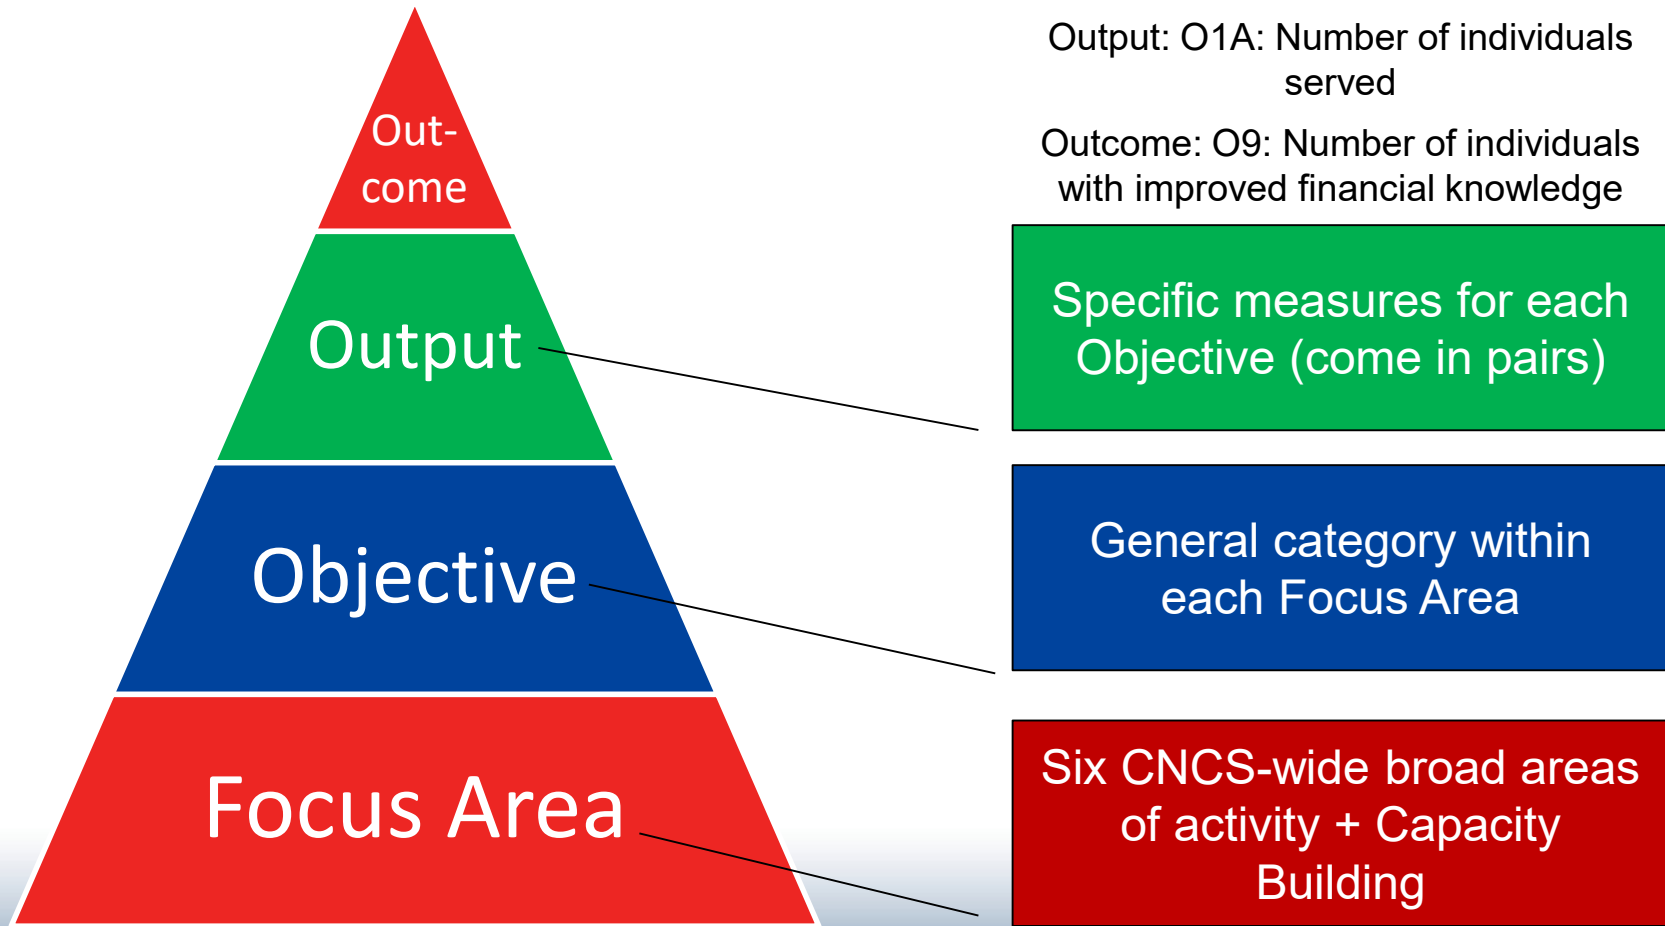 Out-
come
Output
Objective
Focus Area
Output: O1A: Number of individuals
served
Outcome: O9: Number of individuals
with improved financial knowledge
Specific measures for each
Objective (come in pairs)
General category within
each Focus Area
Six CNCS-wide broad areas
of activity + Capacity
Building